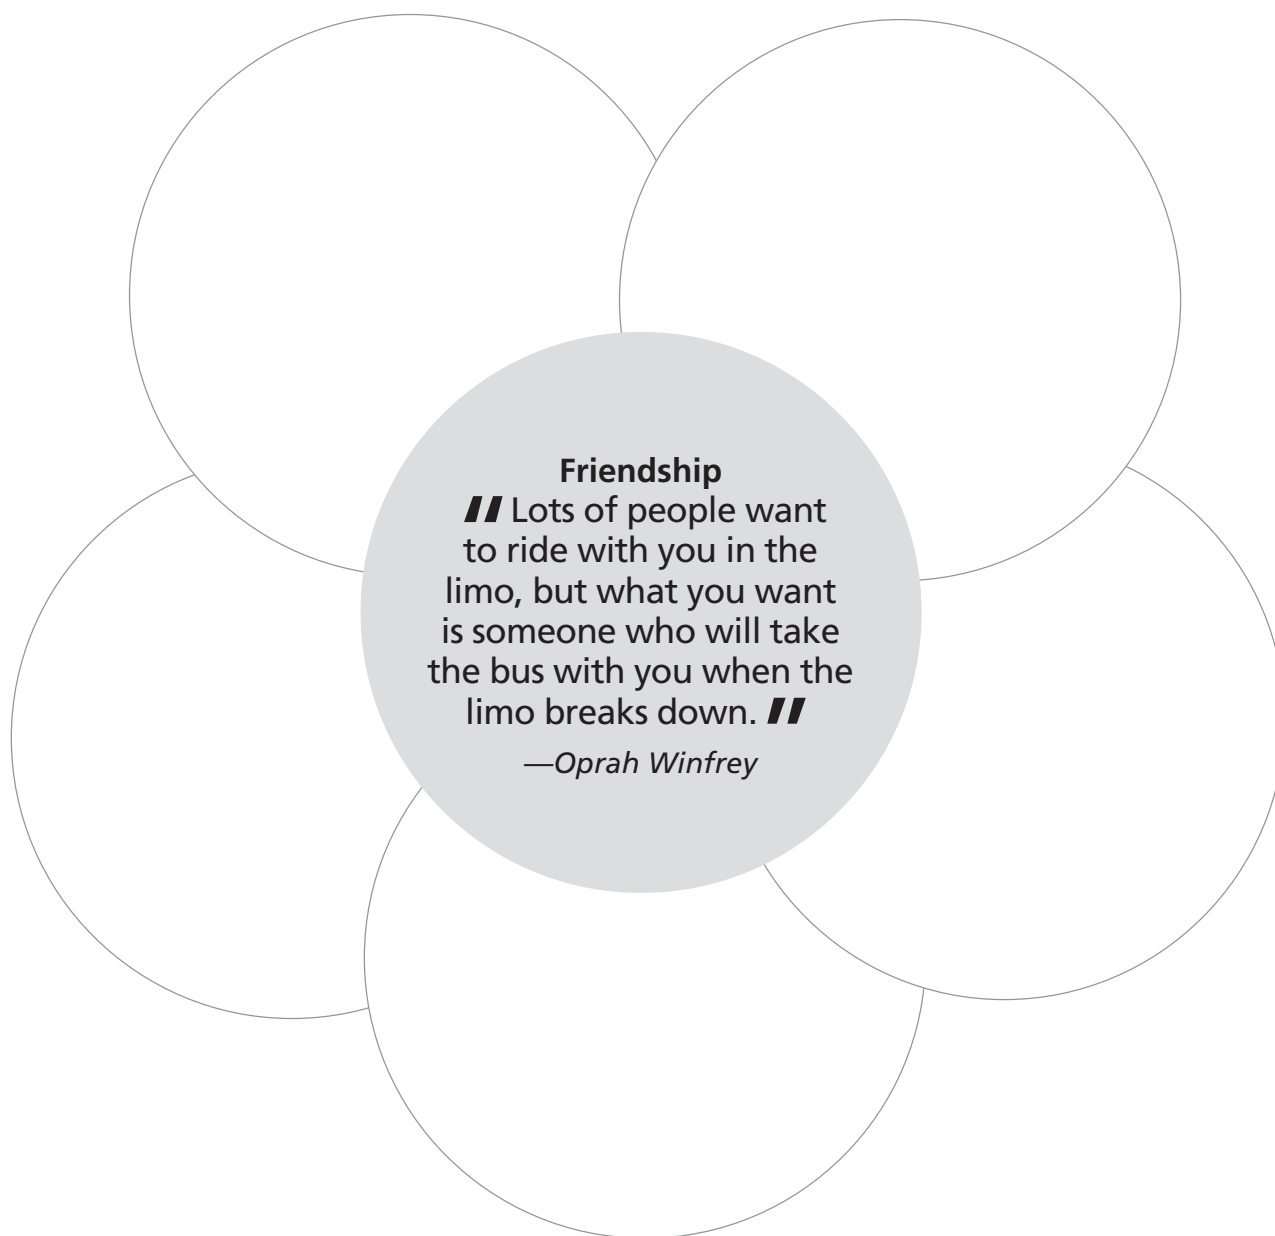 Friendship
"Lots of people want
to ride with you in the
limo, but what you want
is someone who will take
the bus with you when the
limo breaks down."
—Oprah Winfrey